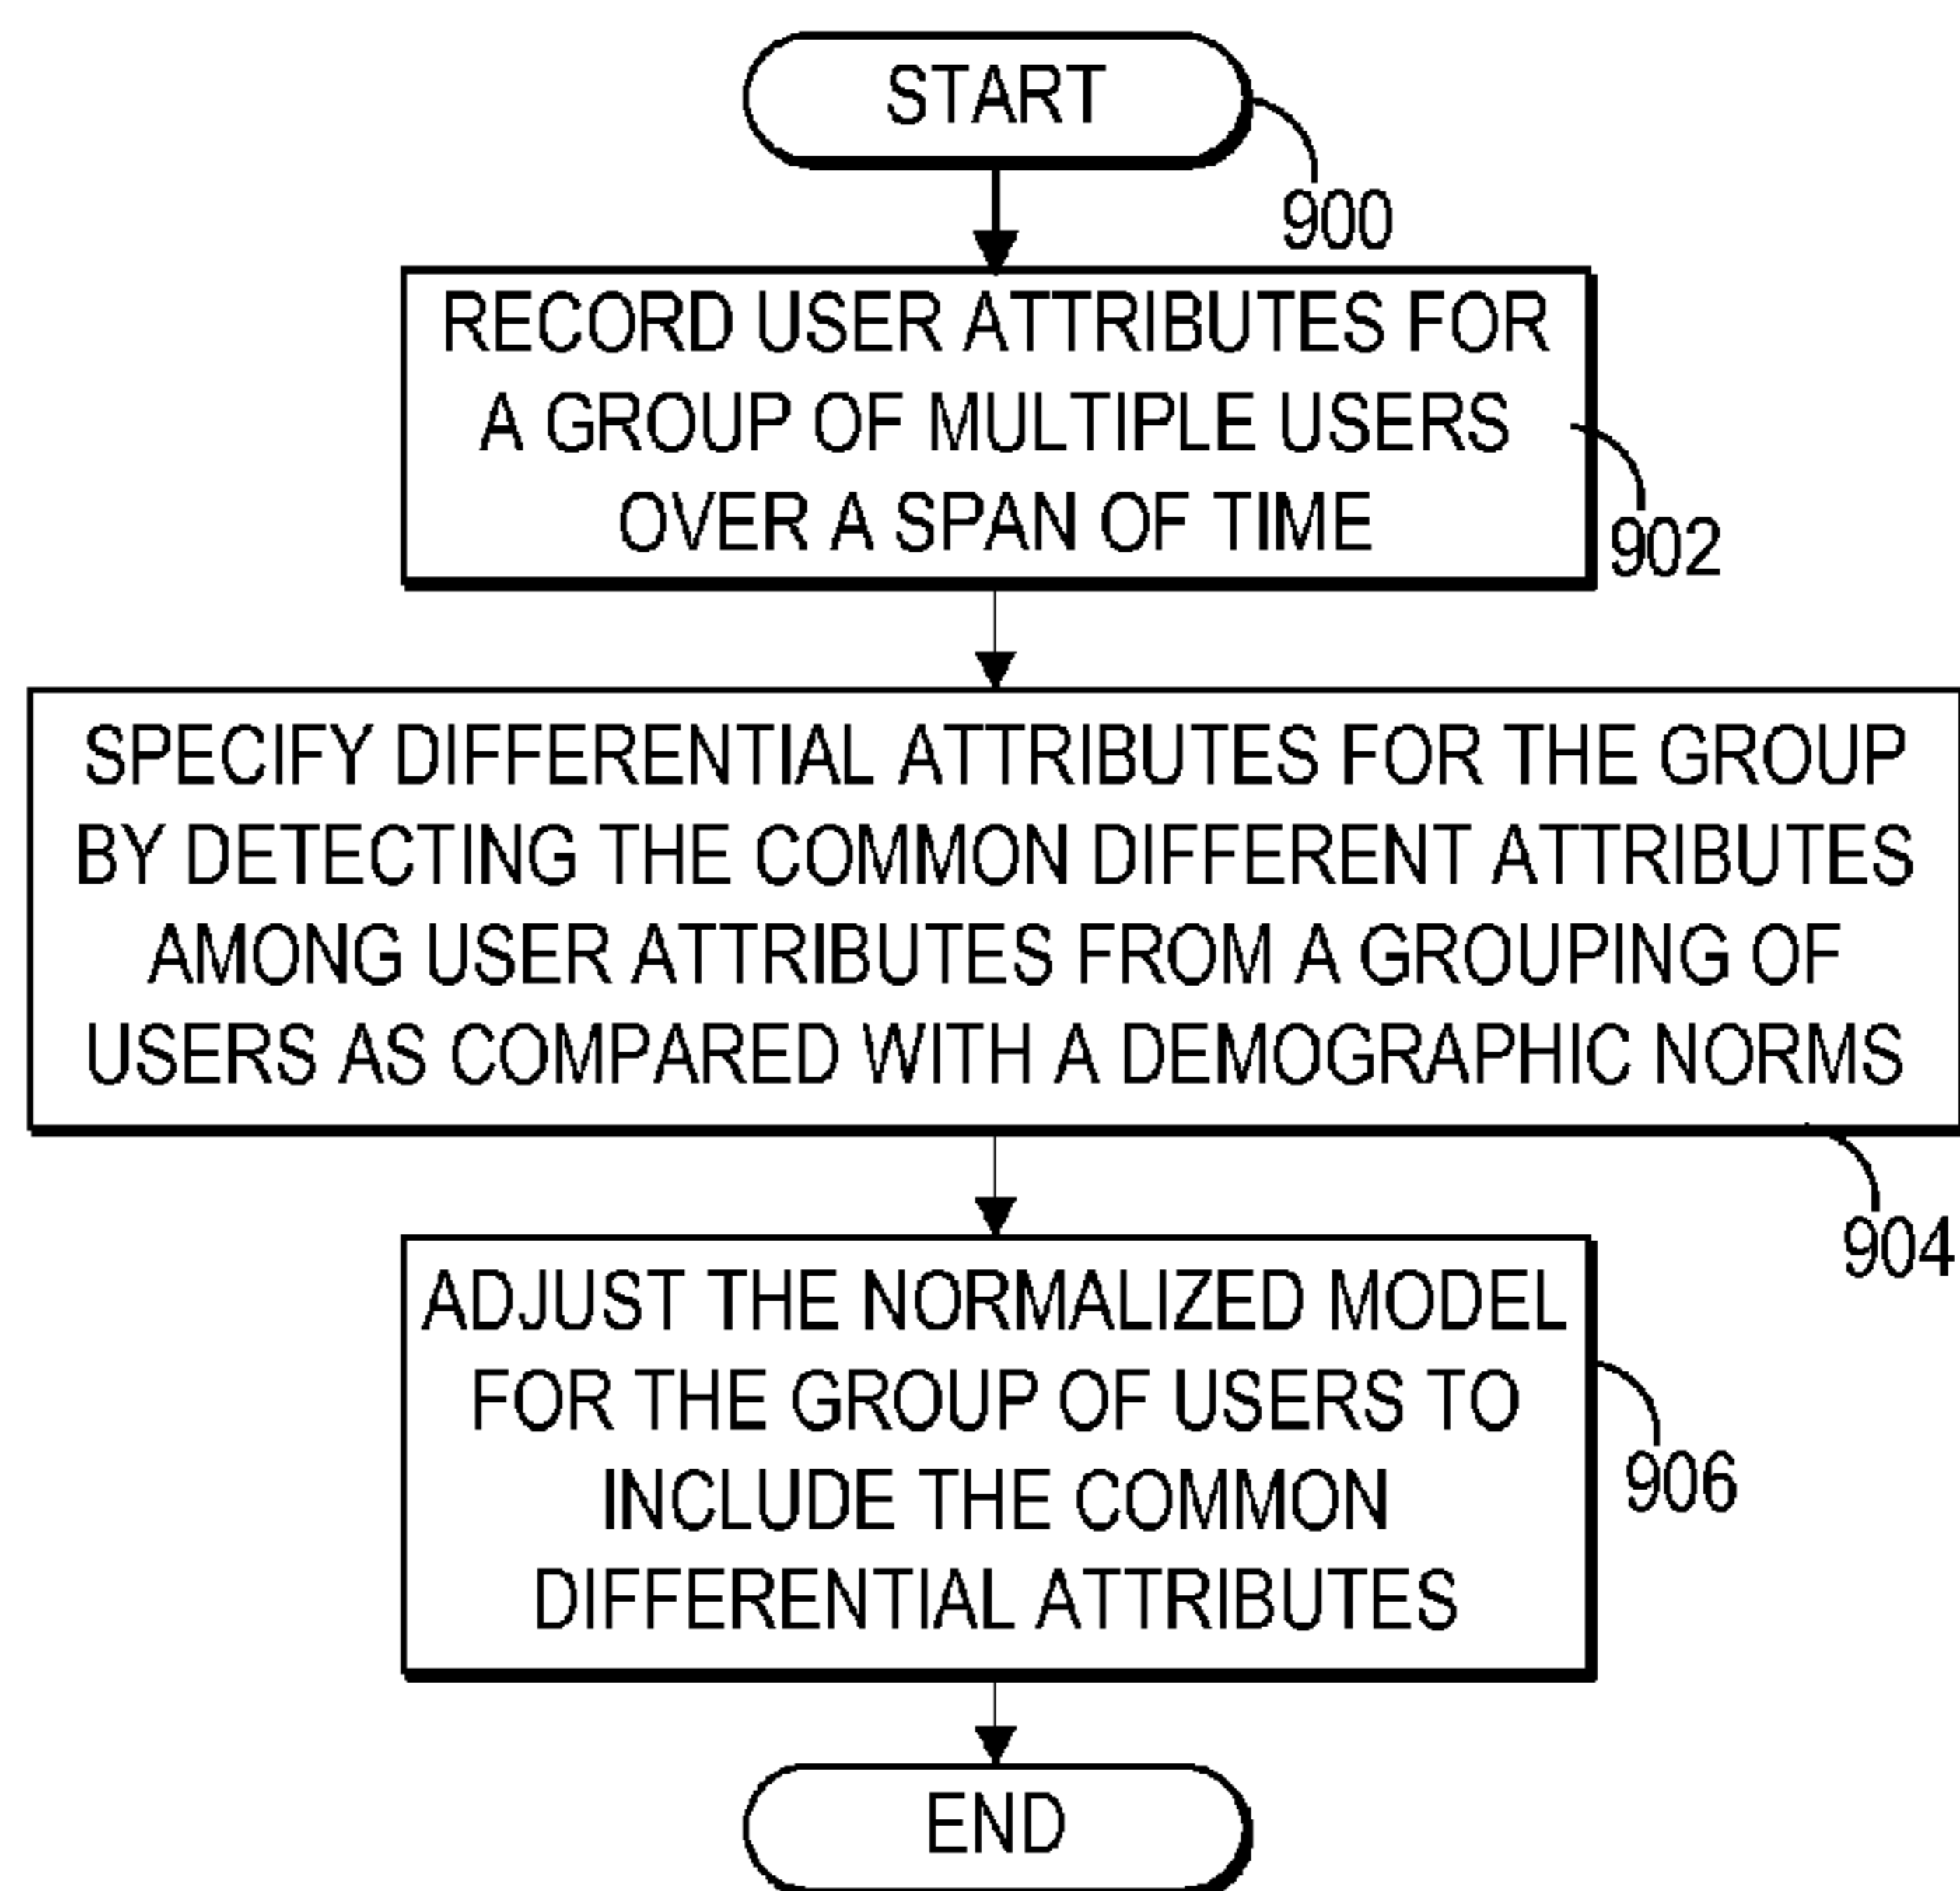 START
900
RECORD USER ATTRIBUTES FOR
A GROUP OF MULTIPLE USERS
OVER A SPAN OF TIME
902
SPECIFY DIFFERENTIAL ATTRIBUTES FOR THE GROUP
BY DETECTING THE COMMON DIFFERENT ATTRIBUTES
AMONG USER ATTRIBUTES FROM A GROUPING OF
USERS AS COMPARED WITH A DEMOGRAPHIC NORMS
904
ADJUST THE NORMALIZED MODEL
FOR THE GROUP OF USERS TO
INCLUDE THE COMMON
DIFFERENTIAL ATTRIBUTES
906
END